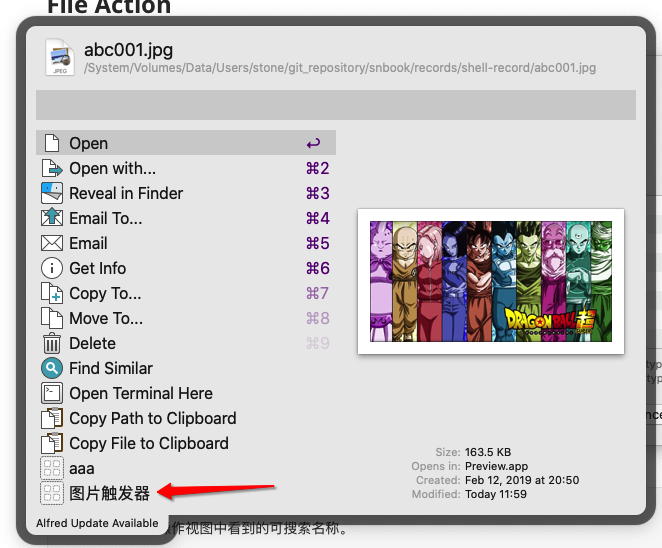 File Action
abc001.jpg
/System/Volumes/Data/Users/stone/git_repository/snbook/records/shell-record/abc001.jpg
JPEG
Open ↩
Open with... ⌘2
Reveal in Finder ⌘3
Email To... ⌘4
Email ⌘5
Get Info ⌘6
Copy To... ⌘7
Move To... ⌘8
Delete ⌘9
Find Similar
Open Terminal Here
Copy Path to Clipboard
Copy File to Clipboard
aaa
图片触发器
DRAGON BALL 超
Size: 163.5 KB
Opens in: Preview.app
Created: Feb 12, 2019 at 20:50
Modified: Today 11:59
Alfred Update Available
作视图中看到的可搜索名称。